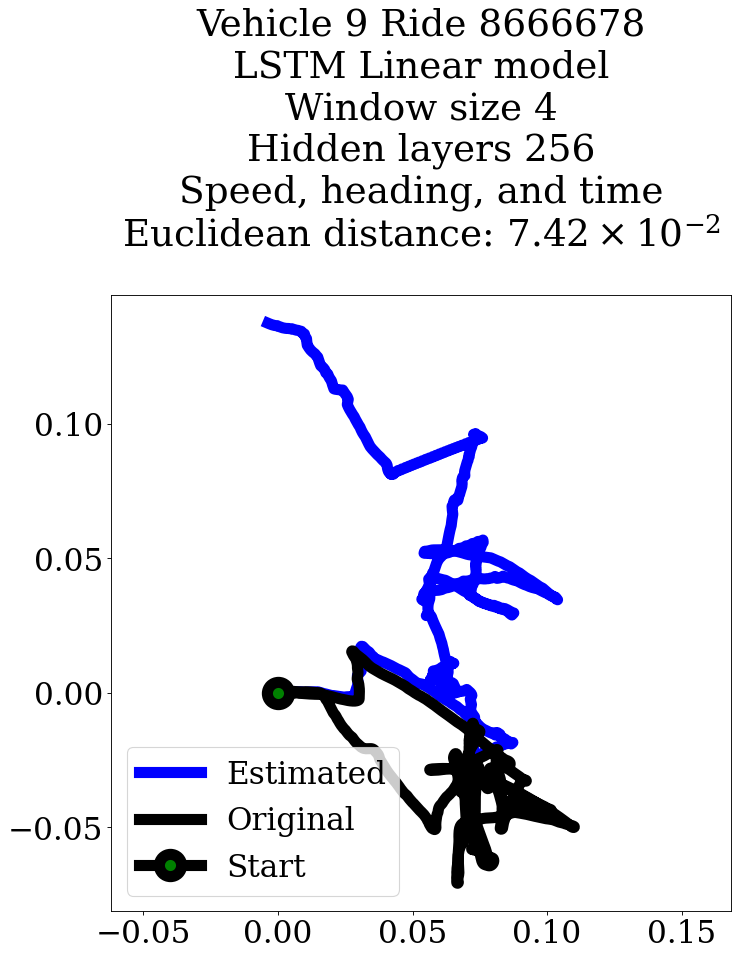 Vehicle 9 Ride 8666678
LSTM Linear model
Window size 4
Hidden layers 256
Speed, heading, and time
Euclidean distance: 7.42 × 10⁻²
0.10
0.05
0.00
−0.05
Estimated
Original
Start
−0.05 0.00 0.05 0.10 0.15